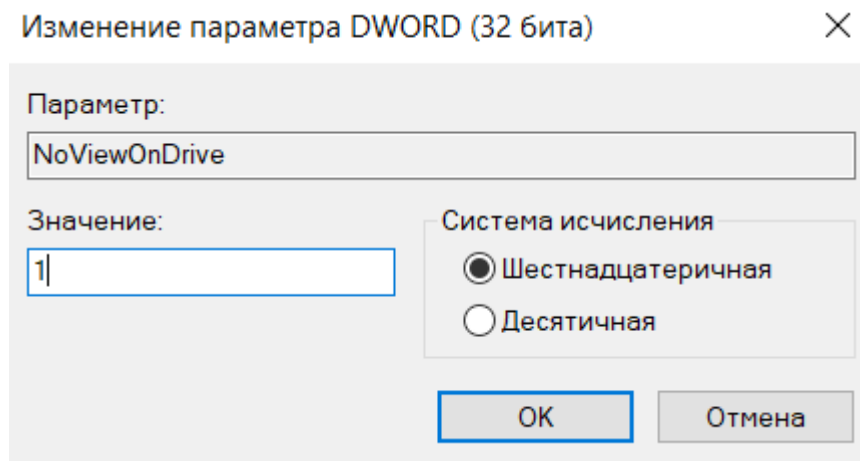 Изменение параметра DWORD (32 бита)
Параметр:
NoViewOnDrive
Значение:
1
Система исчисления
Шестнадцатеричная
Десятичная
OK
Отмена